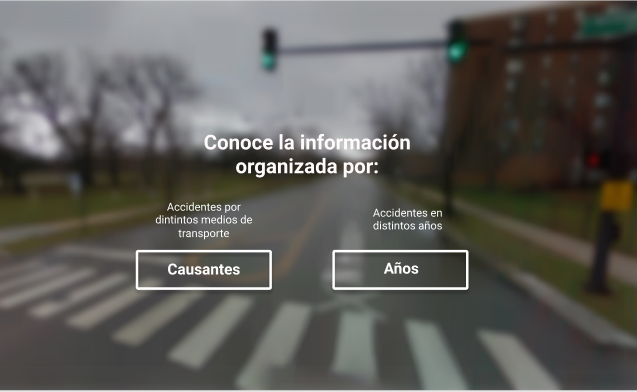 Conoce la información
organizada por:
Accidentes por
dintintos medios de
transporte
Causantes
Accidentes en
distintos años
Años